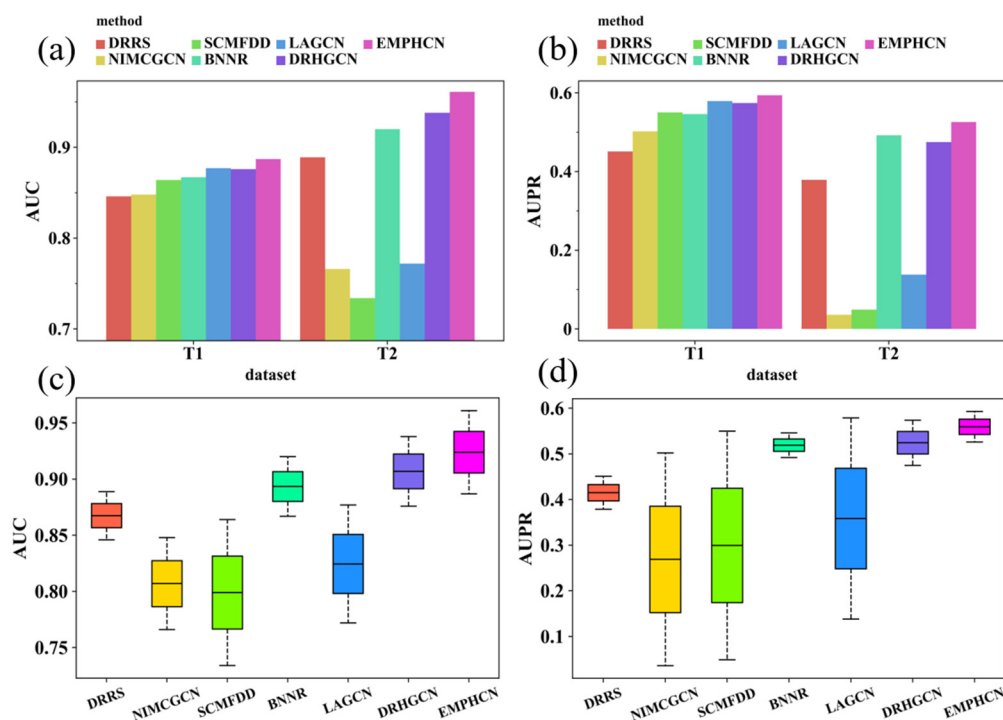 method
(a) DRRS SCMFDD LAGCN EMPHCN
NIMCGCN BNNR DRHGCN
AUC
0.9
0.8
0.7
T1 T2
dataset
method
(b) DRRS SCMFDD LAGCN EMPHCN
NIMCGCN BNNR DRHGCN
AUPR
0.6
0.4
0.2
0
T1 T2
dataset
(c)
AUC
0.95
0.90
0.85
0.80
0.75
DRRS NIMCGCN SCMFDD BNNR LAGCN DRHGCN EMPHCN
(d)
AUPR
0.6
0.5
0.4
0.3
0.2
0.1
DRRS NIMCGCN SCMFDD BNNR LAGCN DRHGCN EMPHCN